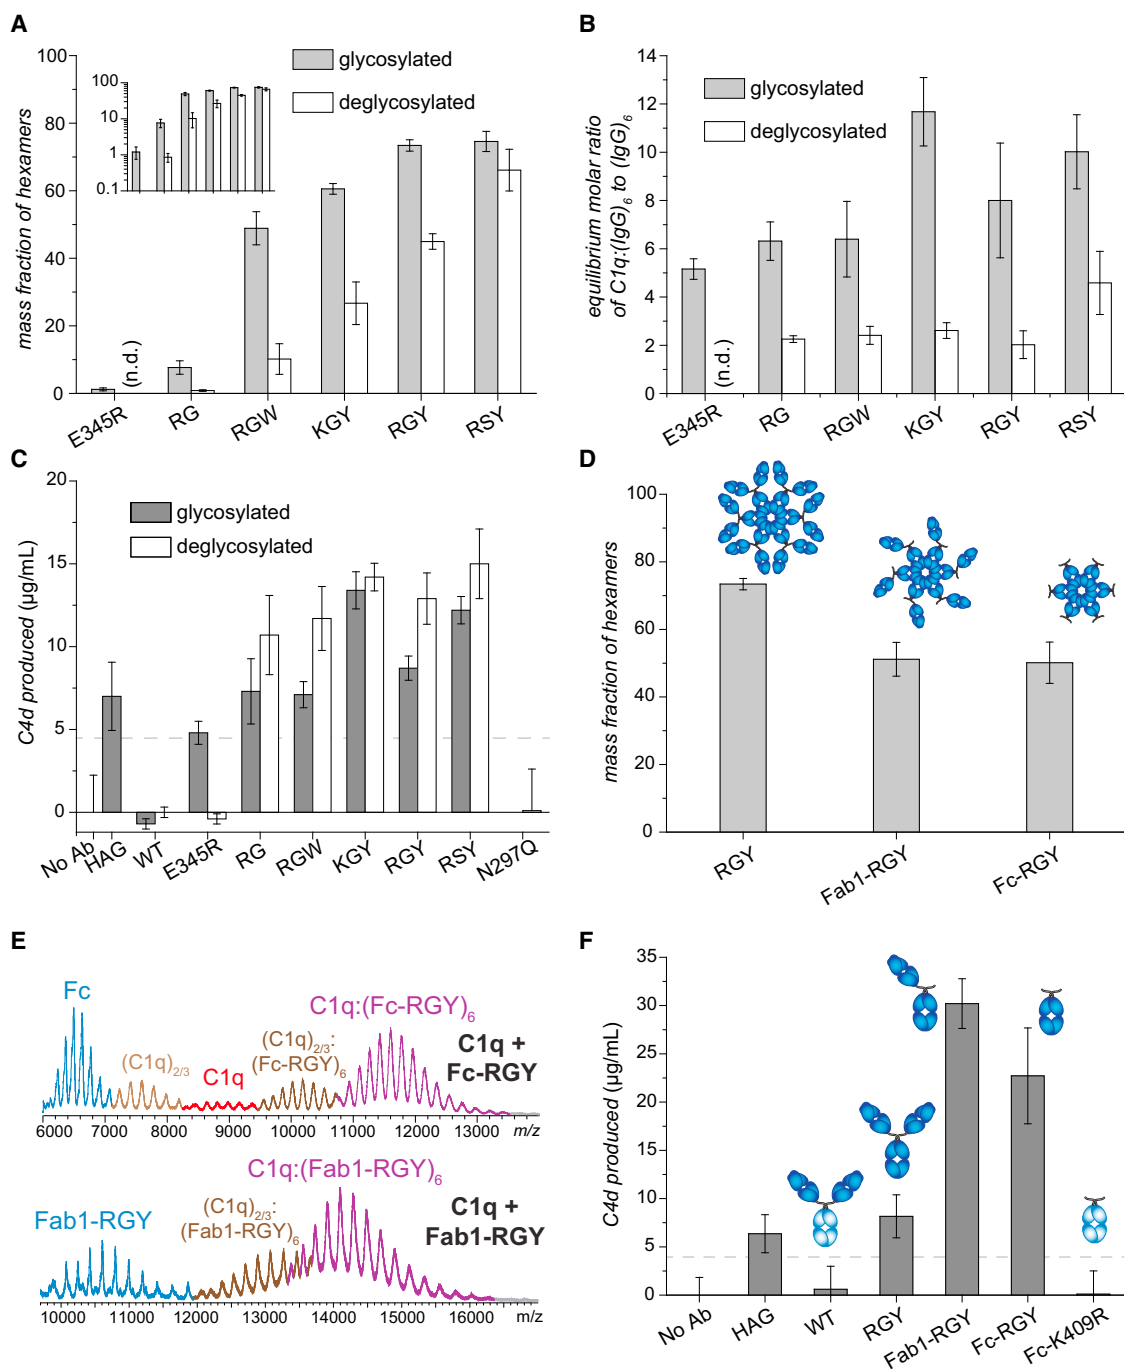 A
mass fraction of hexamers
100
80
60
40
20
0
100
10
1
0.1
glycosylated
deglycosylated
(n.d.)
E345R
RG
RGW
KGY
RGY
RSY
B
equilibrium molar ratio
of C1q:(IgG)6 to (IgG)6
14
12
10
8
6
4
2
0
glycosylated
deglycosylated
(n.d.)
E345R
RG
RGW
KGY
RGY
RSY
C
C4d produced (µg/mL)
20
15
10
5
0
glycosylated
deglycosylated
No Ab
HAG
WT
E345R
RG
RGW
KGY
RGY
RSY
N297Q
D
mass fraction of hexamers
100
80
60
40
20
0
RGY
Fab1-RGY
Fc-RGY
E
Fc
(C1q)2/3
C1q
(C1q)2/3:
(Fc-RGY)6
C1q:(Fc-RGY)6
C1q +
Fc-RGY
6000 7000 8000 9000 10000 11000 12000 13000 m/z
Fab1-RGY
(C1q)2/3:
(Fab1-RGY)6
C1q:(Fab1-RGY)6
C1q +
Fab1-RGY
10000 11000 12000 13000 14000 15000 16000 m/z
F
C4d produced (µg/mL)
35
30
25
20
15
10
5
0
No Ab
HAG
WT
RGY
Fab1-RGY
Fc-RGY
Fc-K409R